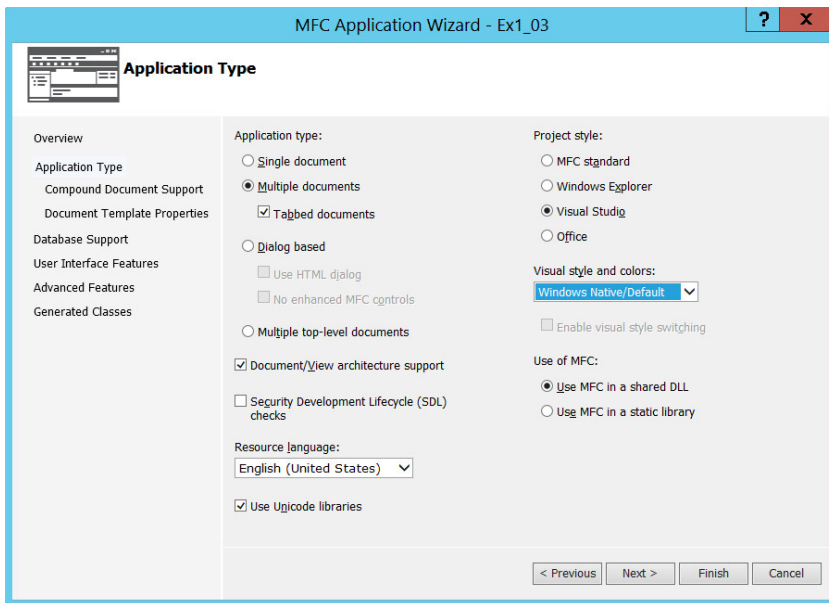 MFC Application Wizard - Ex1_03
?
X
Application Type
Overview
Application Type
Compound Document Support
Document Template Properties
Database Support
User Interface Features
Advanced Features
Generated Classes
Application type:
Single document
Multiple documents
Tabbed documents
Dialog based
Use HTML dialog
No enhanced MFC controls
Multiple top-level documents
Document/View architecture support
Security Development Lifecycle (SDL)
checks
Resource language:
English (United States)
Use Unicode libraries
Project style:
MFC standard
Windows Explorer
Visual Studio
Office
Visual style and colors:
Windows Native/Default
Enable visual style switching
Use of MFC:
Use MFC in a shared DLL
Use MFC in a static library
< Previous
Next >
Finish
Cancel